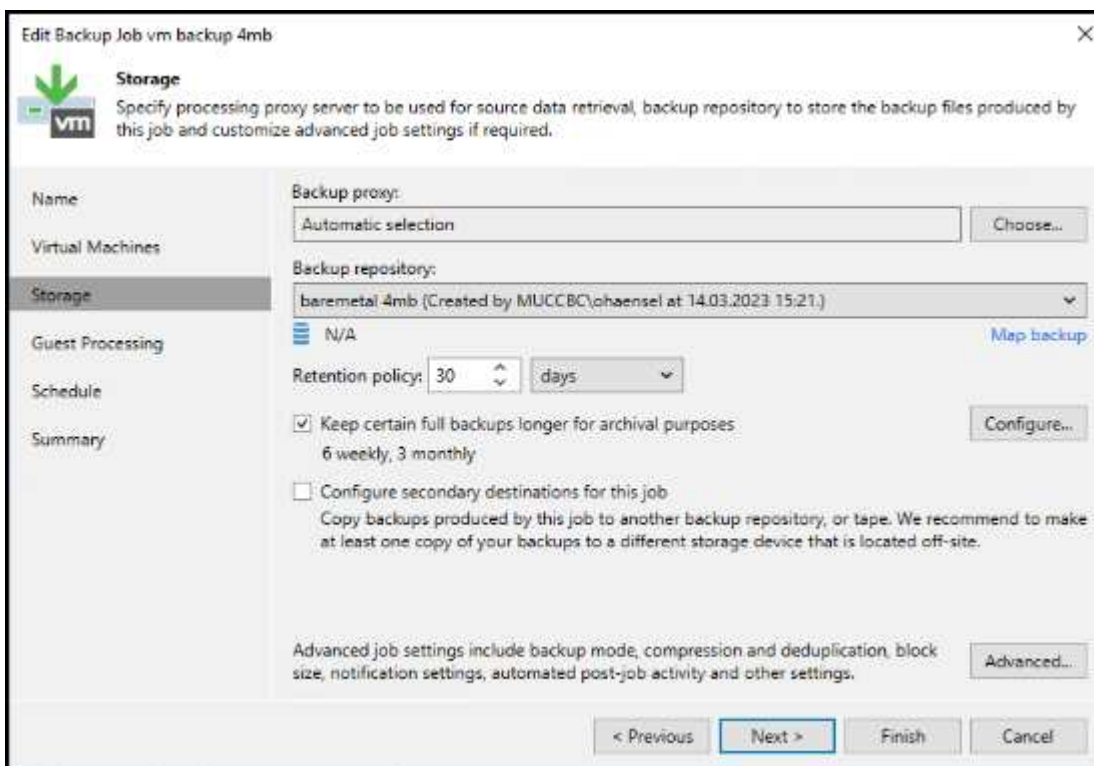 Edit Backup Job vm backup 4mb
Storage
Specify processing proxy server to be used for source data retrieval, backup repository to store the backup files produced by
this job and customize advanced job settings if required.
vm
Name
Virtual Machines
Storage
Guest Processing
Schedule
Summary
Backup proxy:
Automatic selection
Choose...
Backup repository:
baremetal 4mb (Created by MUCCBC\ohaensel at 14.03.2023 15:21.)
N/A
Map backup
Retention policy: 30 days
Keep certain full backups longer for archival purposes
Configure...
6 weekly, 3 monthly
Configure secondary destinations for this job
Copy backups produced by this job to another backup repository, or tape. We recommend to make
at least one copy of your backups to a different storage device that is located off-site.
Advanced job settings include backup mode, compression and deduplication, block
size, notification settings, automated post-job activity and other settings.
Advanced...
< Previous Next > Finish Cancel